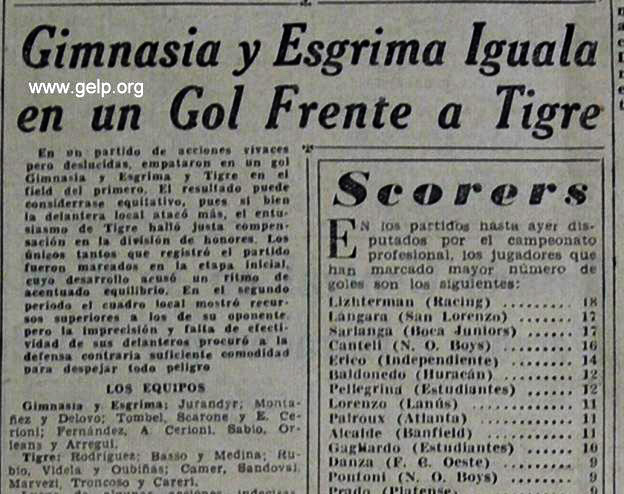 Gimnasia y Esgrima Iguala
www.gelp.org
en un Gol Frente a Tigre
En un partido de acciones vivaces
pero deslucidas, empataron en un gol
Gimnasia y Esgrima y Tigre en el
field del primero. El resultado puede
considerrase equitativo, pues si bien
la delantera local atacó más, el entu-
siasmo de Tigre halló justa compen-
sación en la división de honores. Los
únicos tantos que registró el partido
fueron marcados en la etapa inicial,
cuyo desarrollo acusó un ritmo de
acentuado equilibrio. En el segundo
período el cuadro local mostró recur-
sos superiores a los de su oponente,
pero la imprecisión y falta de efecti-
vidad de sus delanteros procuró a la
defensa contraria suficiente comodidad
para despejar todo peligro
LOS EQUIPOS
Gimnasia y Esgrima; Jurandyr; Monta-
ñez y Delovo; Tombel, Scarone y E. Ce-
rioni; Fernández, A. Cerioni, Sabio, Or-
leans y Arregui.
Tigre: Rodríguez; Basso y Medina; Ru-
bio, Videla y Oubiñas; Camer, Sandoval,
Marvezi, Troncoso y Careri.
Scorers
EN los partidos hasta ayer dis-
putados por el campeonato
profesional, los jugadores que
han marcado mayor número de
goles son los siguientes:
Lizhterman (Racing) ....... 18
Lángara (San Lorenzo) ..... 17
Sarlanga (Boca Juniors) .... 17
Canteli (N. O. Boys) ....... 16
Erico (Independiente) ...... 14
Baldonedo (Huracán) ....... 12
Pellegrina (Estudiantes) .... 12
Lorenzo (Lanús) .......... 11
Patroux (Atlanta) ......... 11
Alcalde (Banfield) ......... 11
Gagliardo (Estudiantes) .... 10
Danza (F. C. Oeste) ........ 9
Pontoni (N. O. Boys) ....... 9
Prado (Platense